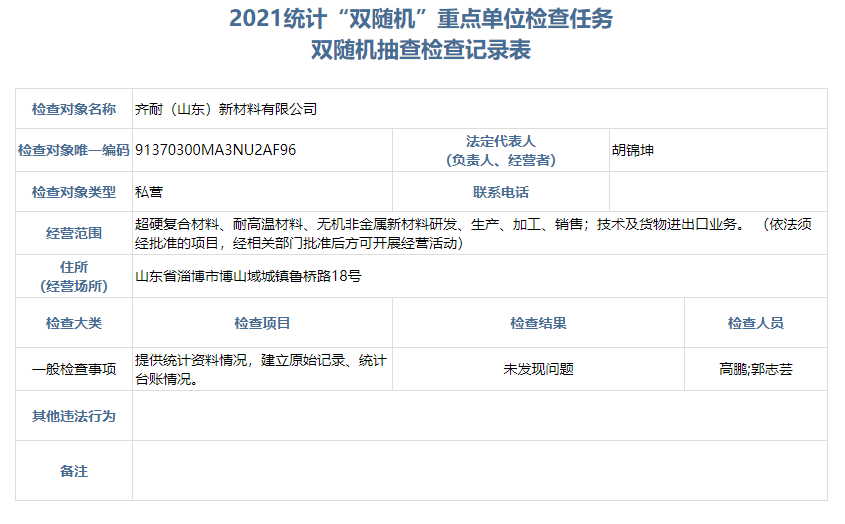 2021统计“双随机”重点单位检查任务
双随机抽查检查记录表
检查对象名称 齐耐（山东）新材料有限公司
检查对象唯一编码 91370300MA3NU2AF96 法定代表人
（负责人、经营者） 胡锦坤
检查对象类型 私营 联系电话
经营范围 超硬复合材料、耐高温材料、无机非金属新材料研发、生产、加工、销售；技术及货物进出口业务。 （依法须
经批准的项目，经相关部门批准后方可开展经营活动）
住所
（经营场所） 山东省淄博市博山域城镇鲁桥路18号
检查大类 检查项目 检查结果 检查人员
一般检查事项 提供统计资料情况，建立原始记录、统计
台账情况。 未发现问题 高鹏;郭志芸
其他违法行为
备注